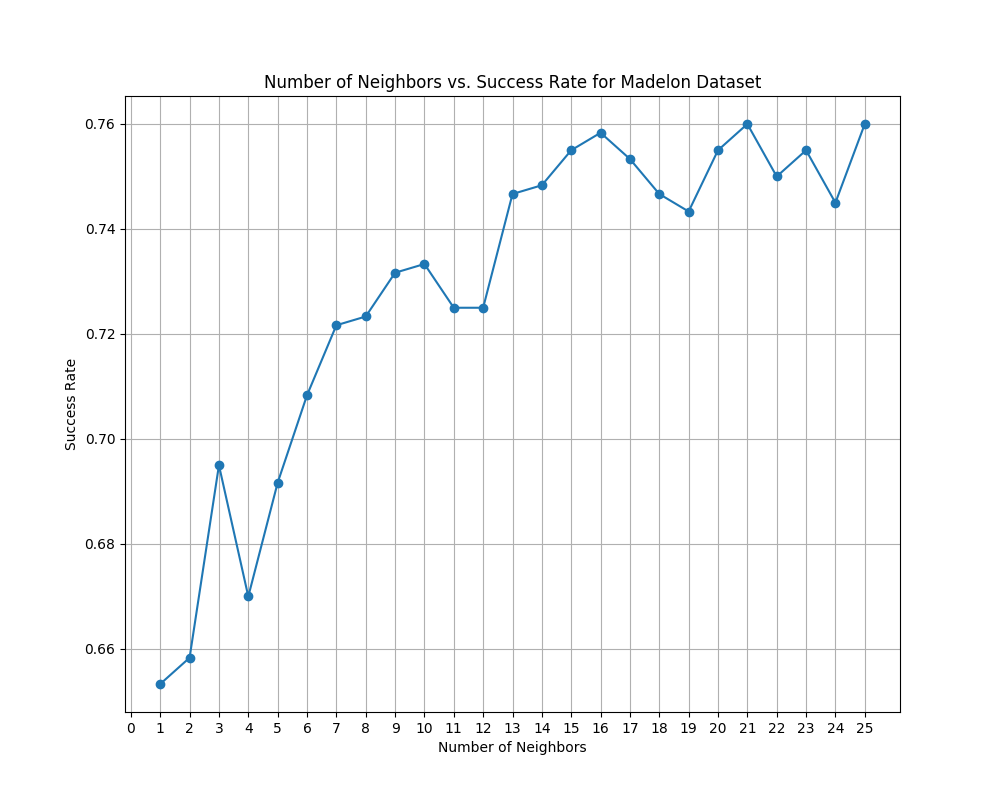 Number of Neighbors vs. Success Rate for Madelon Dataset
0.76
0.74
0.72
0.70
0.68
0.66
Success Rate
0 1 2 3 4 5 6 7 8 9 10 11 12 13 14 15 16 17 18 19 20 21 22 23 24 25
Number of Neighbors